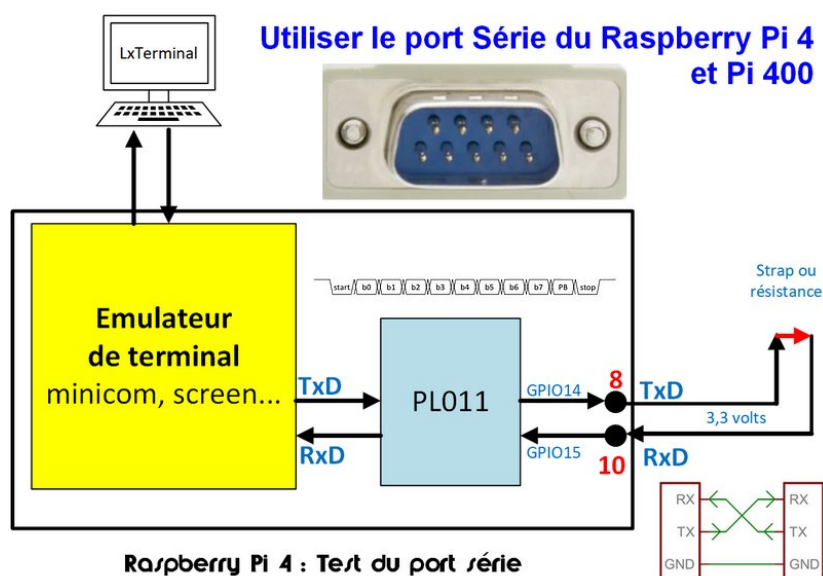 Utiliser le port Série du Raspberry Pi 4
et Pi 400
LxTerminal
start b0 b1 b2 b3 b4 b5 b6 b7 PB stop
Strap ou
résistance
Emulateur
de terminal
minicom, screen...
TxD
RxD
PL011
GPIO14
GPIO15
8
10
TxD
3,3 volts
RxD
RX
TX
GND
RX
TX
GND
Raspberry Pi 4 : Test du port série